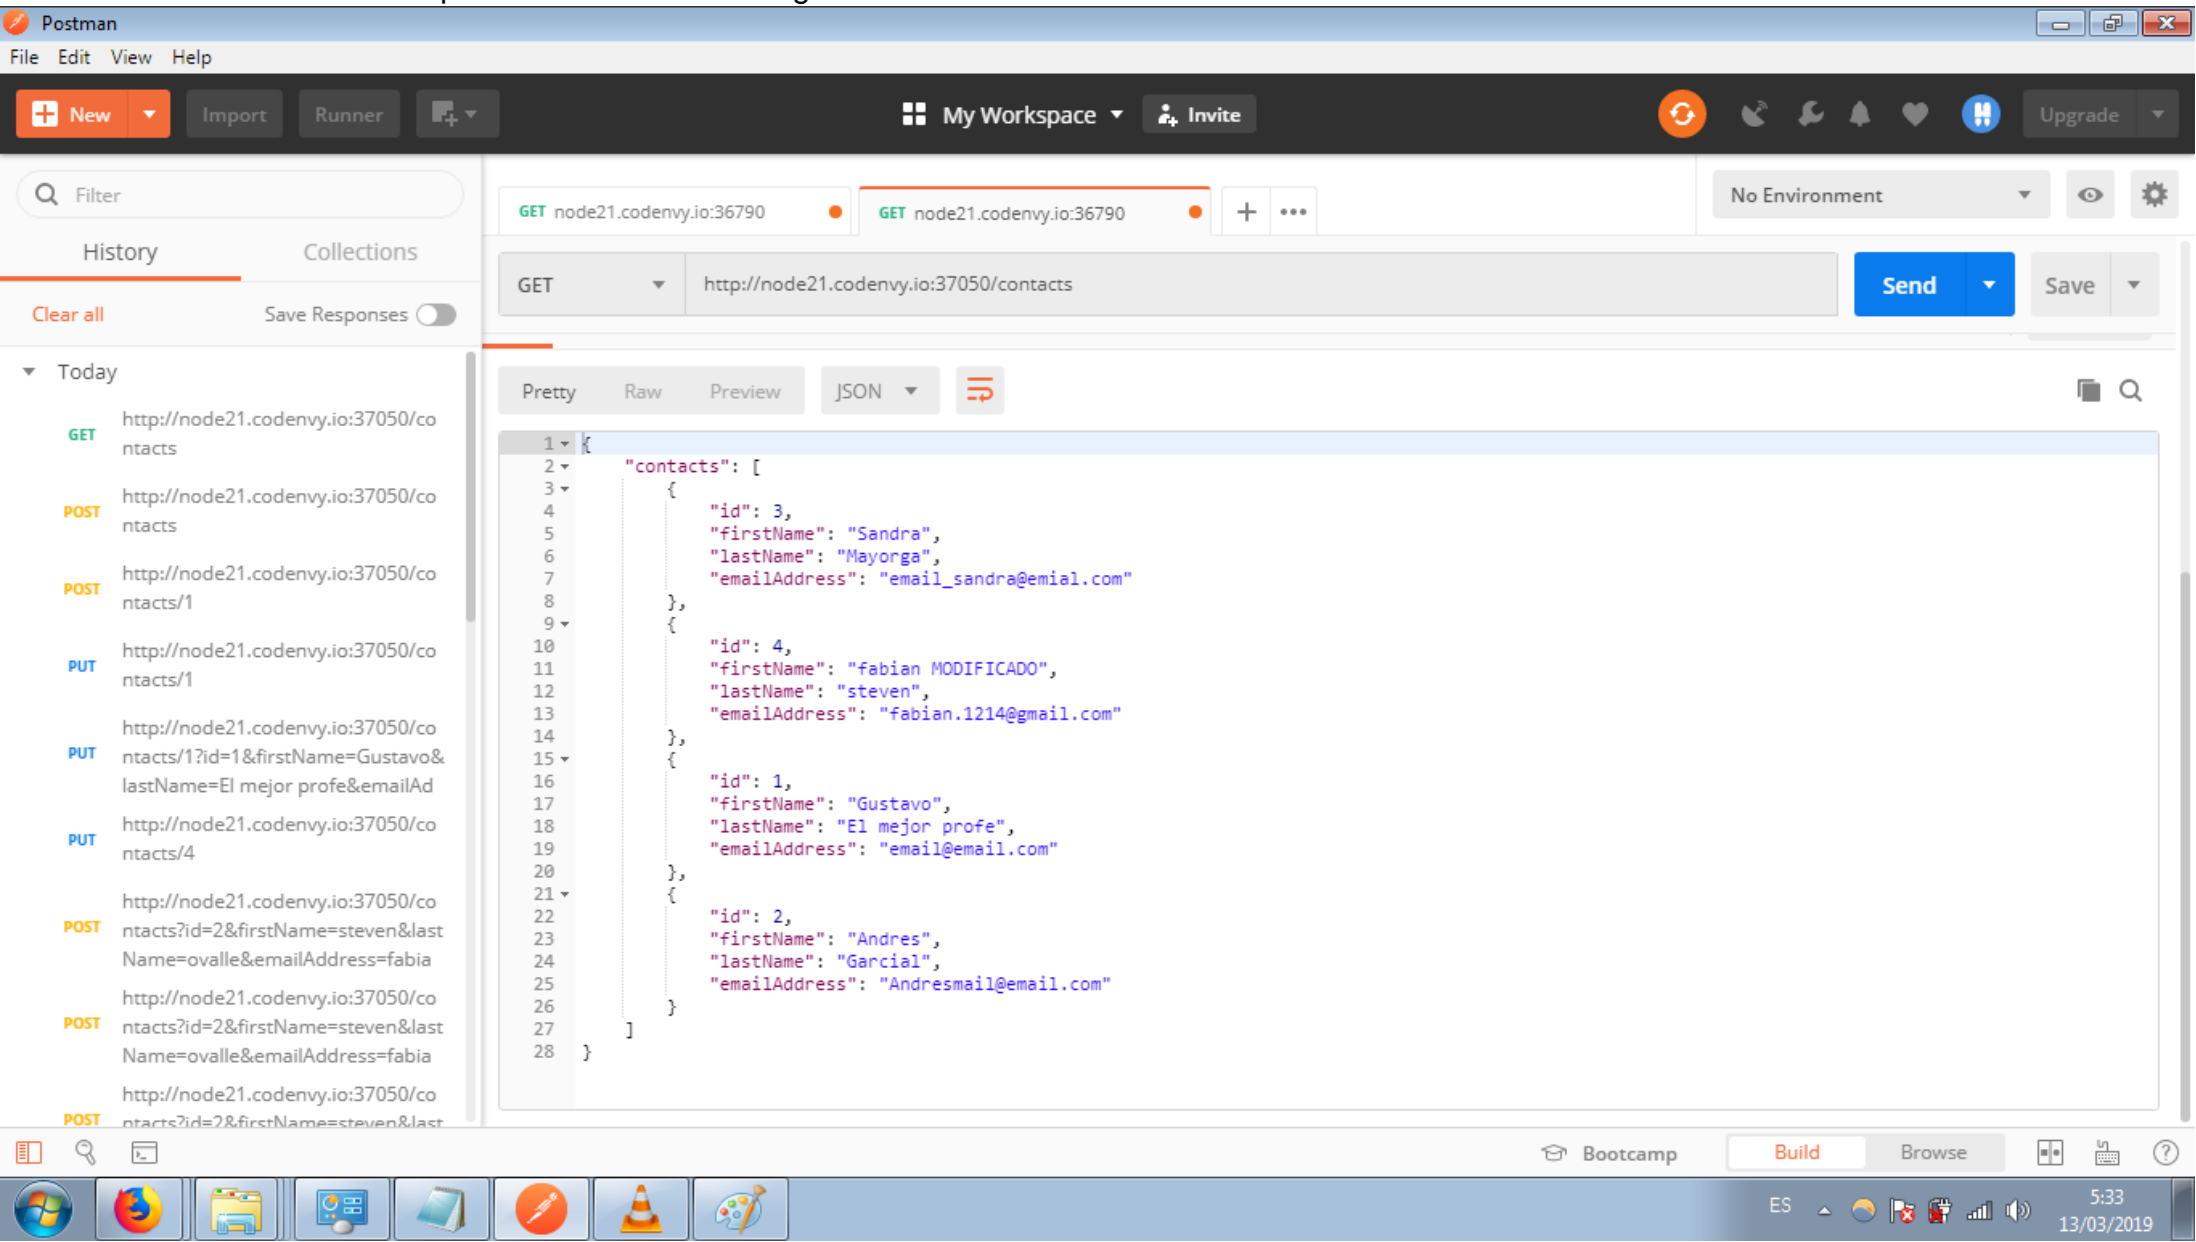 Postman
File Edit View Help
New Import Runner My Workspace Invite Upgrade
Filter
History Collections
Clear all Save Responses
Today
GET http://node21.codenvy.io:37050/co
ntacts
POST http://node21.codenvy.io:37050/co
ntacts
POST http://node21.codenvy.io:37050/co
ntacts/1
PUT http://node21.codenvy.io:37050/co
ntacts/1
PUT http://node21.codenvy.io:37050/co
ntacts/1?id=1&firstName=Gustavo&
lastName=El mejor profe&emailAd
PUT http://node21.codenvy.io:37050/co
ntacts/4
POST http://node21.codenvy.io:37050/co
ntacts?id=2&firstName=steven&last
Name=ovalle&emailAddress=fabia
POST http://node21.codenvy.io:37050/co
ntacts?id=2&firstName=steven&last
Name=ovalle&emailAddress=fabia
POST http://node21.codenvy.io:37050/co
ntacts?id=2&firstName=steven&last
GET node21.codenvy.io:36790 GET node21.codenvy.io:36790 No Environment
GET http://node21.codenvy.io:37050/contacts Send Save
Pretty Raw Preview JSON
1 {
2 "contacts": [
3 {
4 "id": 3,
5 "firstName": "Sandra",
6 "lastName": "Mayorga",
7 "emailAddress": "email_sandra@emial.com"
8 },
9 {
10 "id": 4,
11 "firstName": "fabian MODIFICADO",
12 "lastName": "steven",
13 "emailAddress": "fabian.1214@gmail.com"
14 },
15 {
16 "id": 1,
17 "firstName": "Gustavo",
18 "lastName": "El mejor profe",
19 "emailAddress": "email@email.com"
20 },
21 {
22 "id": 2,
23 "firstName": "Andres",
24 "lastName": "Garcial",
25 "emailAddress": "Andresmail@email.com"
26 }
27 ]
28 }
Bootcamp Build Browse
ES 5:33
13/03/2019